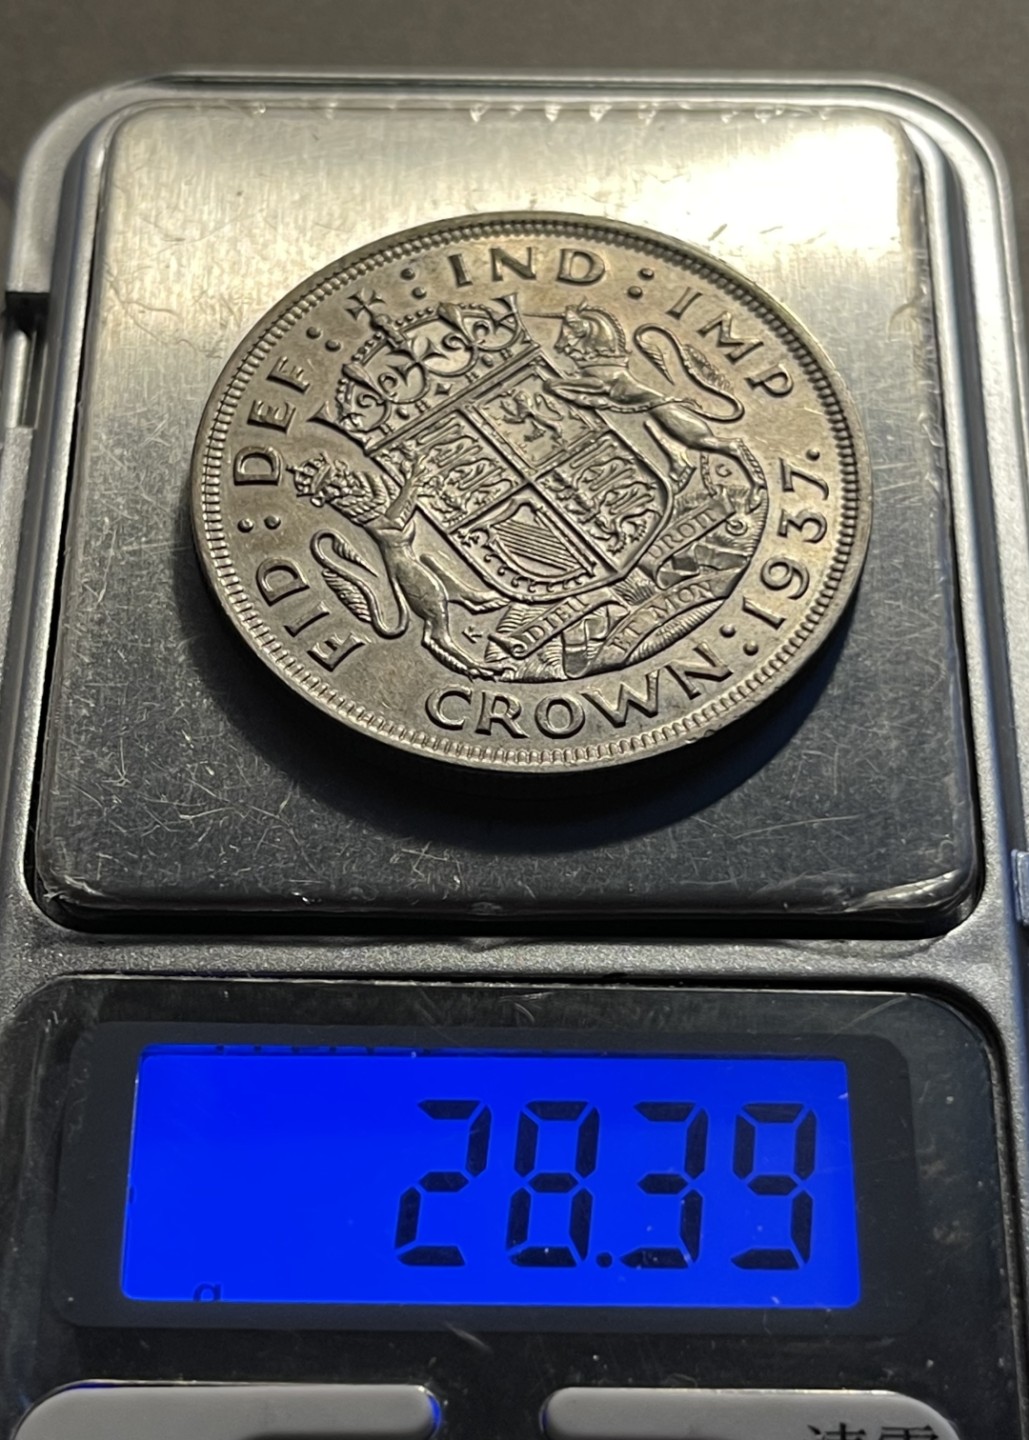 FID : DEF : IND : IMP
CROWN : 1937 .
DIEU
ET MON
DROIT
K G
28.39
g